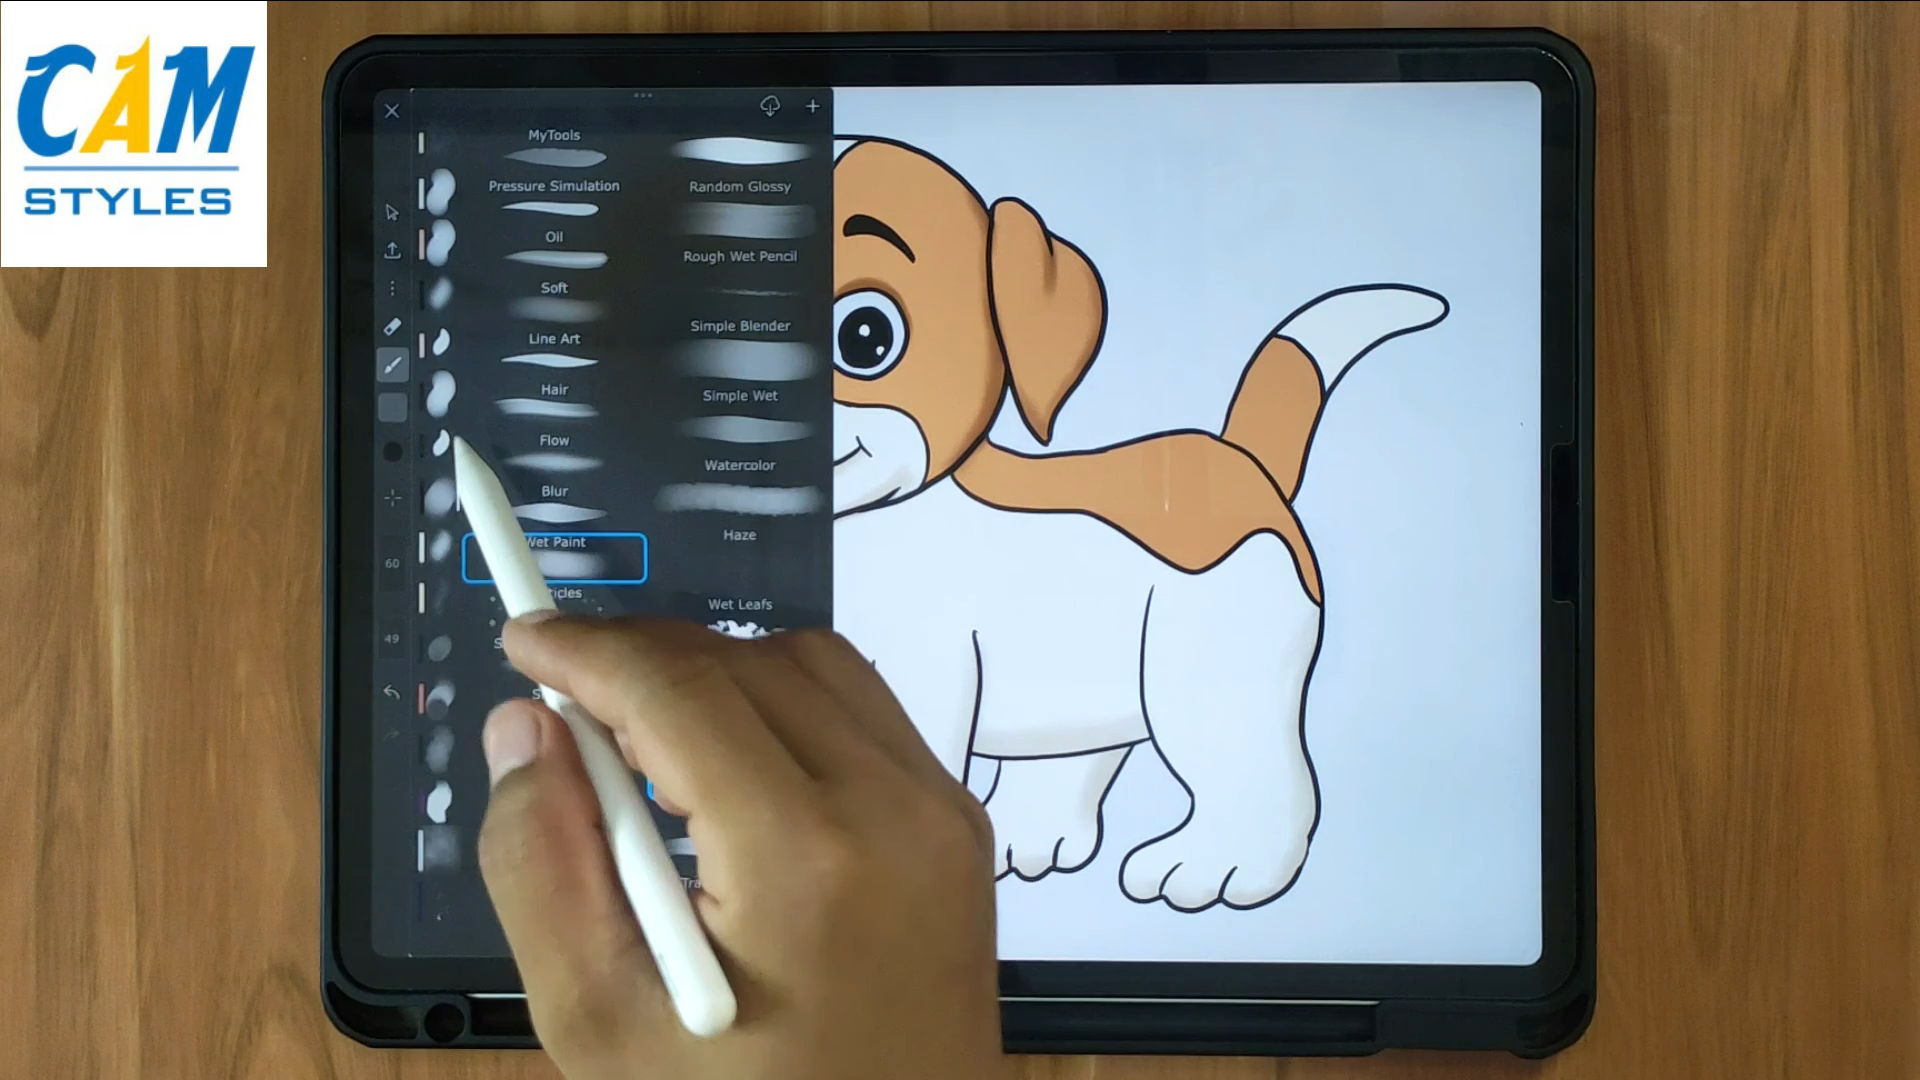 CAM
STYLES
MyTools
Pressure Simulation
Oil
Soft
Line Art
Hair
Flow
Blur
Wet Paint
Random Glossy
Rough Wet Pencil
Simple Blender
Simple Wet
Watercolor
Haze
Wet Leafs
60
49